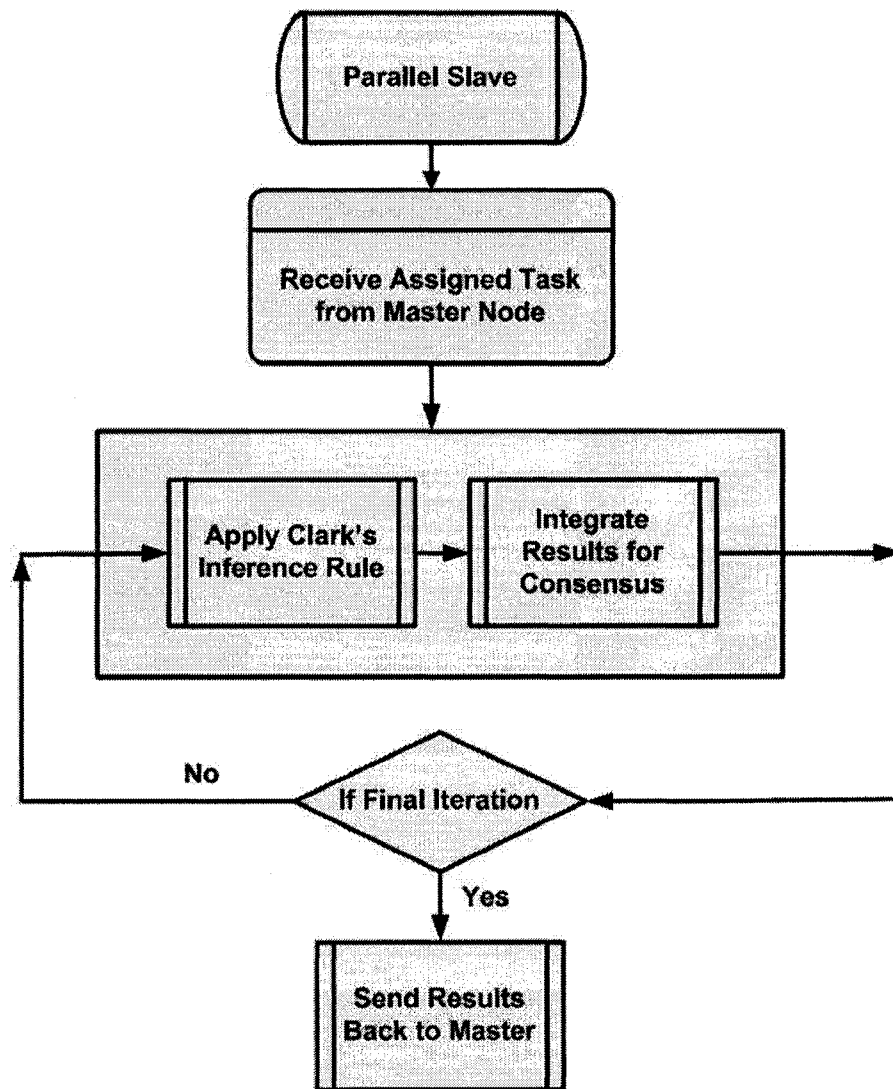 Parallel Slave
Receive Assigned Task
from Master Node
Apply Clark's
Inference Rule
Integrate
Results for
Consensus
No
If Final Iteration
Yes
Send Results
Back to Master